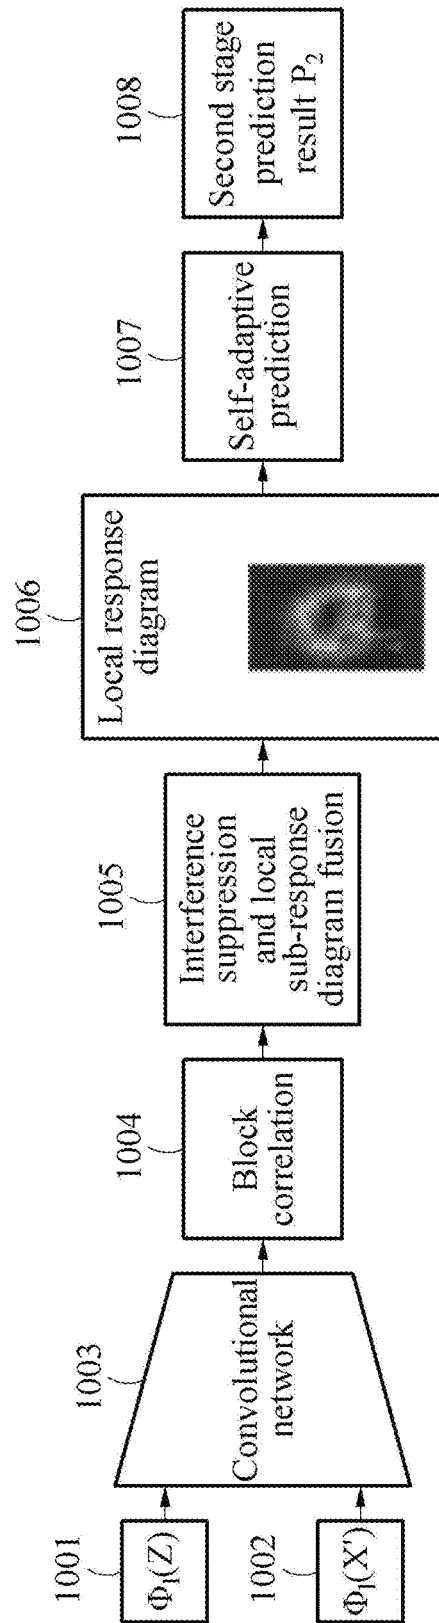 1001
Φ₁(Z)
1002
Φ₁(X')
1003
Convolutional
network
1004
Block
correlation
1005
Interference
suppression
and local
sub-response
diagram fusion
1006
Local response
diagram
1007
Self-adaptive
prediction
1008
Second stage
prediction
result P₂